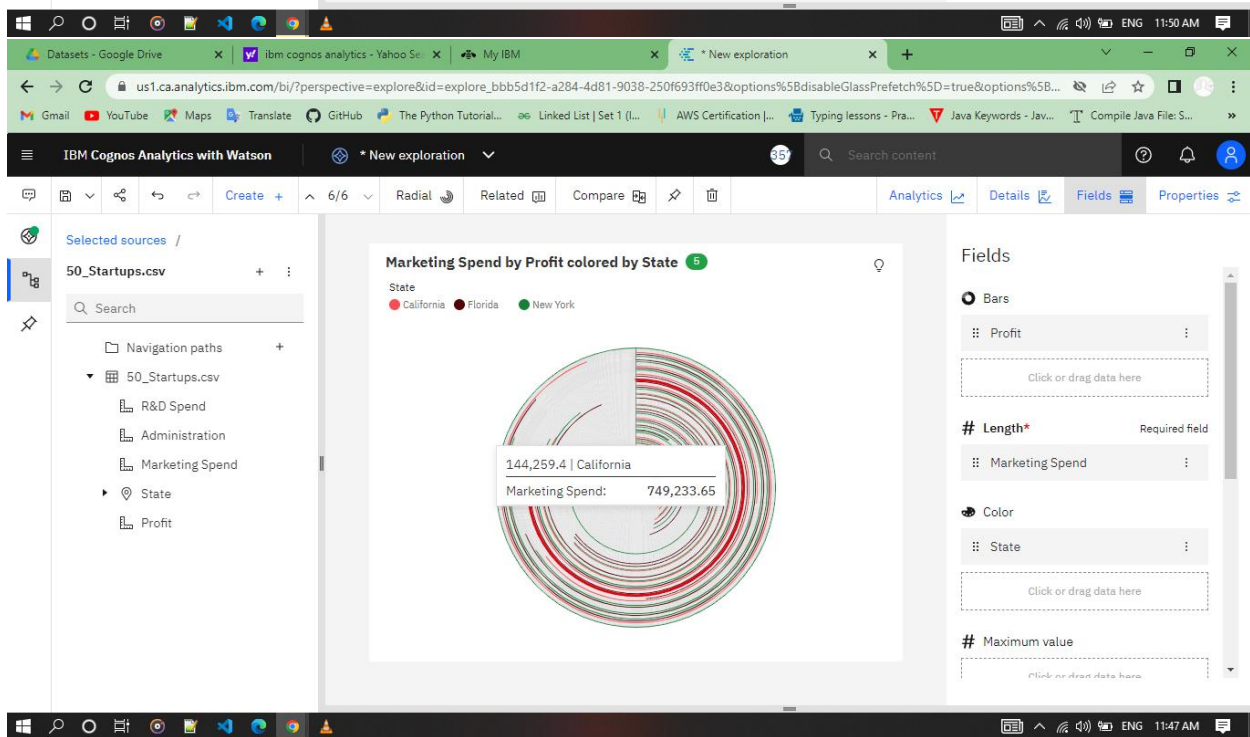 ENG 11:50 AM
Datasets - Google Drive
ibm cognos analytics - Yahoo Se
My IBM
* New exploration
us1.ca.analytics.ibm.com/bi/?perspective=explore&id=explore_bbb5d1f2-a284-4d81-9038-250f693ff0e3&options%5BdisableGlassPrefetch%5D=true&options%5B...
Gmail YouTube Maps Translate GitHub The Python Tutorial... Linked List | Set 1 (I... AWS Certification |... Typing lessons - Pra... Java Keywords - Jav... Compile Java File: S... »
IBM Cognos Analytics with Watson
* New exploration
Search content
Create +
6/6
Radial
Related
Compare
Analytics
Details
Fields
Properties
Selected sources /
50_Startups.csv
Search
Navigation paths
50_Startups.csv
R&D Spend
Administration
Marketing Spend
State
Profit
Marketing Spend by Profit colored by State 5
State
California Florida New York
144,259.4 | California
Marketing Spend: 749,233.65
Fields
Bars
Profit
Click or drag data here
# Length* Required field
Marketing Spend
Color
State
Click or drag data here
# Maximum value
Click or drag data here
ENG 11:47 AM